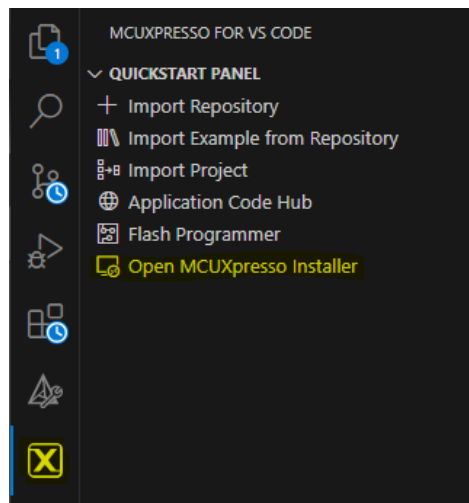 MCUXPRESSO FOR VS CODE
QUICKSTART PANEL
Import Repository
Import Example from Repository
Import Project
Application Code Hub
Flash Programmer
Open MCUXpresso Installer
1
X